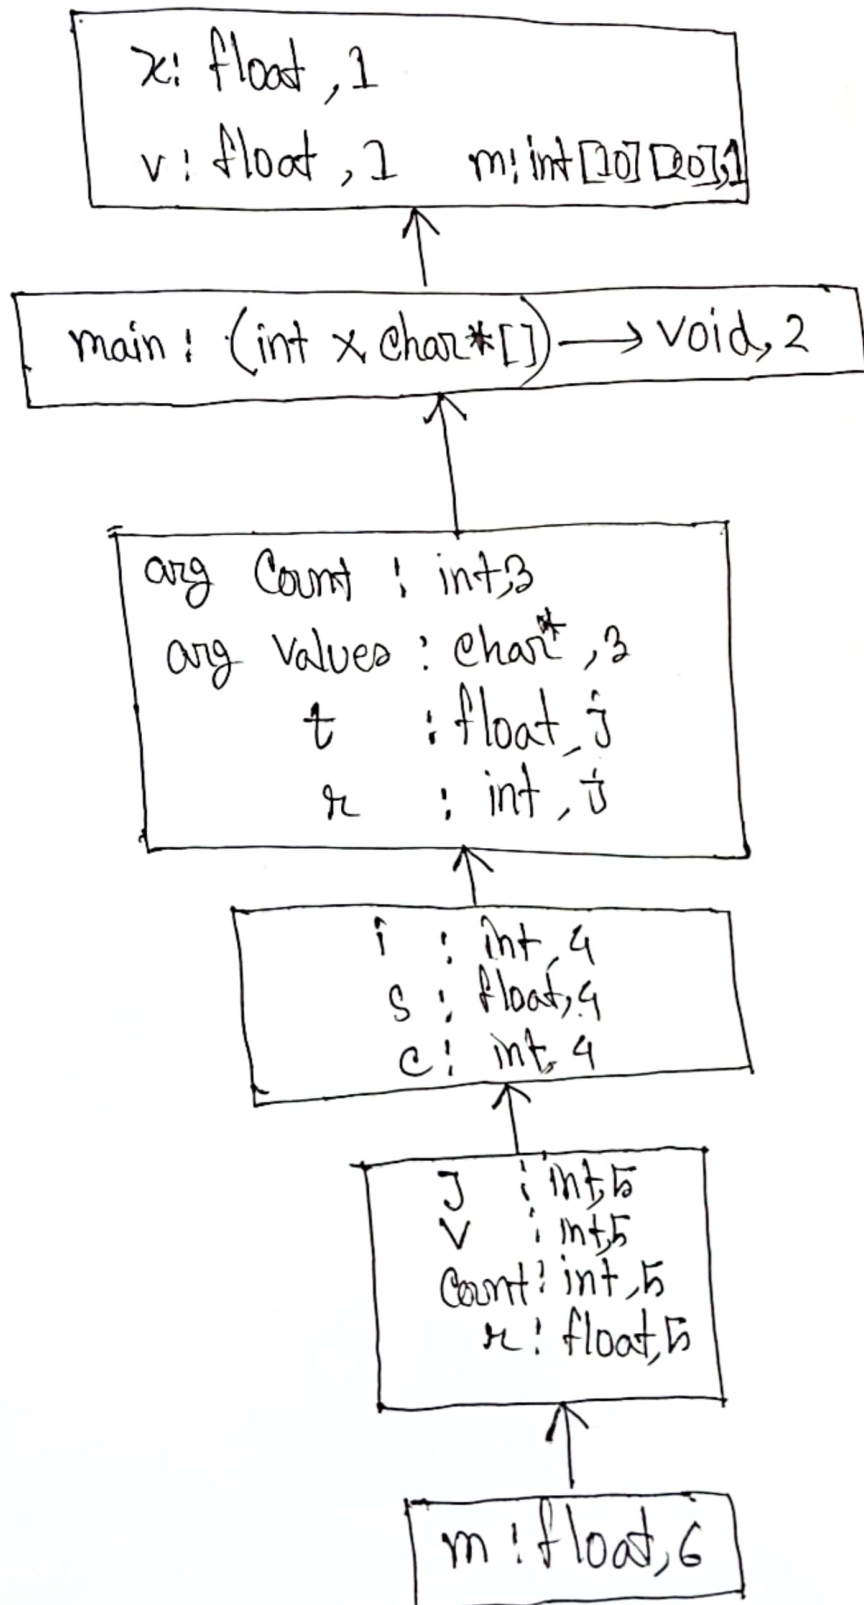 x: float, 1
v: float, 1 m: int[10][20],1
main: (int x char*[]) → void, 2
arg Count : int,3
arg Values : char*, 3
t : float, j
r : int, j
i : int, 4
s : float, 4
c : int, 4
J : int,5
V : int,5
Count: int,5
r : float,5
m : float, 6